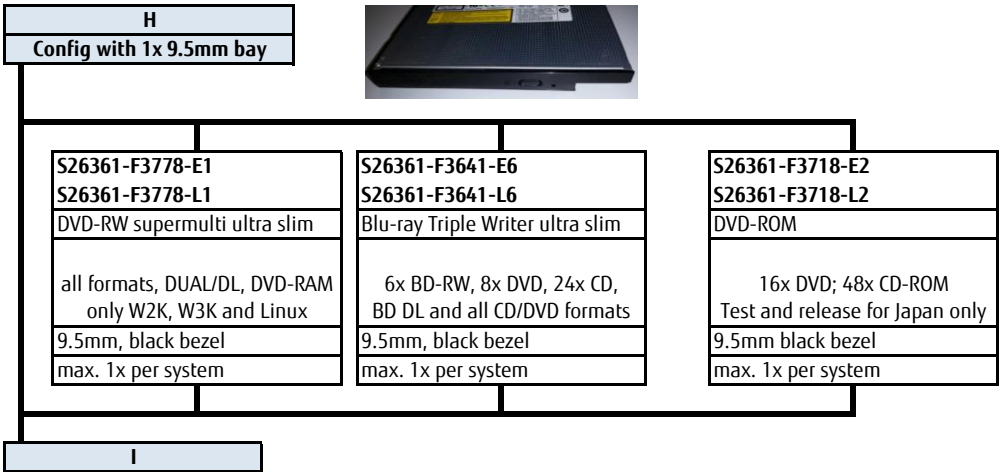 H
Config with 1x 9.5mm bay
S26361-F3778-E1
S26361-F3778-L1
DVD-RW supermulti ultra slim
all formats, DUAL/DL, DVD-RAM
only W2K, W3K and Linux
9.5mm, black bezel
max. 1x per system
S26361-F3641-E6
S26361-F3641-L6
Blu-ray Triple Writer ultra slim
6x BD-RW, 8x DVD, 24x CD,
BD DL and all CD/DVD formats
9.5mm, black bezel
max. 1x per system
S26361-F3718-E2
S26361-F3718-L2
DVD-ROM
16x DVD; 48x CD-ROM
Test and release for Japan only
9.5mm black bezel
max. 1x per system
I